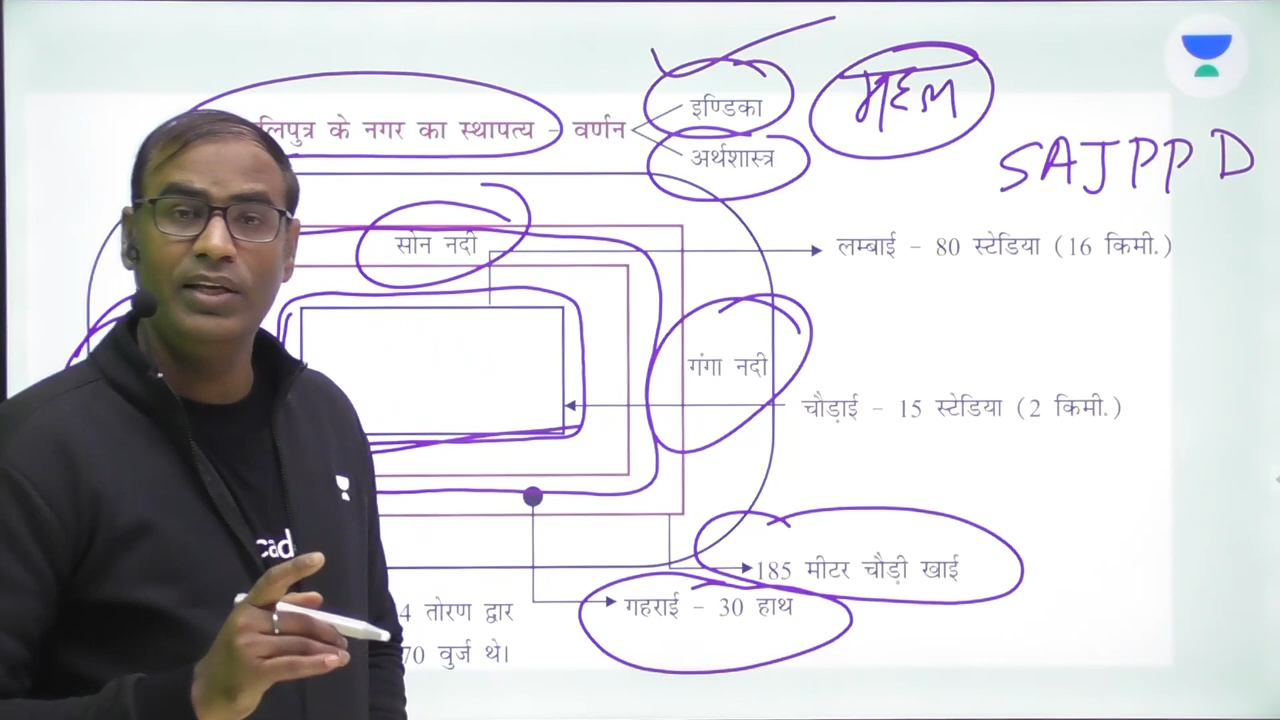 इण्डिका
महल
लिपुत्र के नगर का स्थापत्य - वर्णन
अर्थशास्त्र
SAJPPD
सोन नदी
लम्बाई - 80 स्टेडिया (16 किमी.)
गंगा नदी
चौड़ाई - 15 स्टेडिया (2 किमी.)
185 मीटर चौड़ी खाई
गहराई - 30 हाथ
4 तोरण द्वार
70 वुर्ज थे।
cad